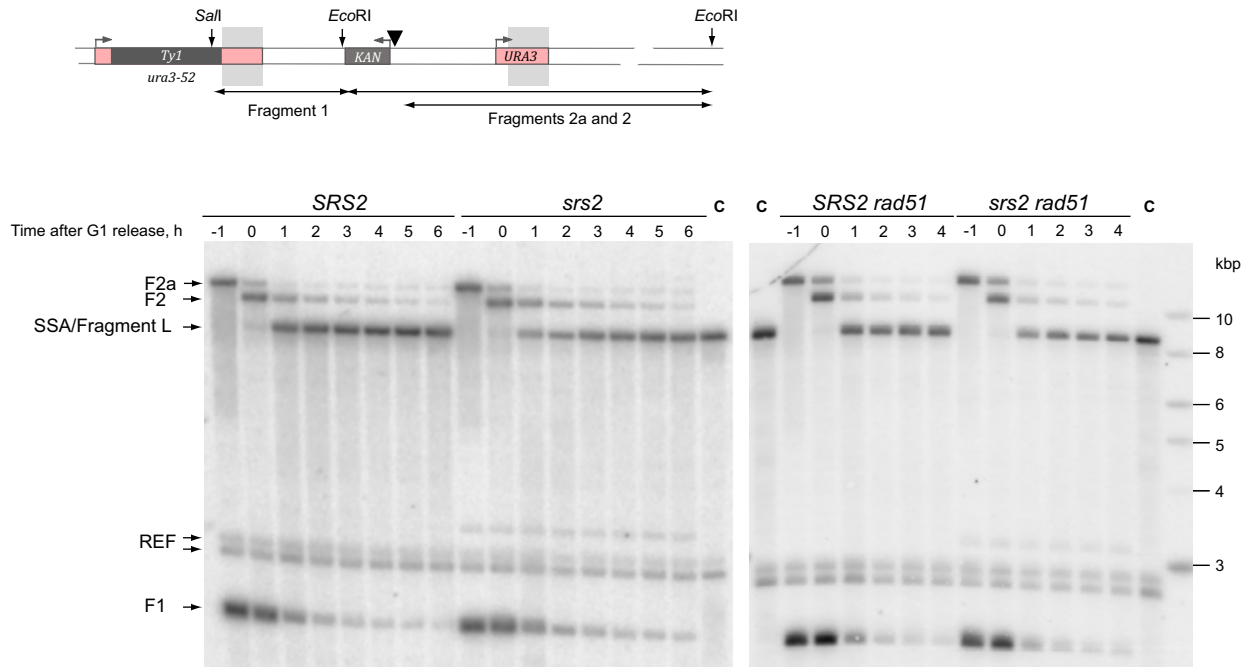 SalI EcoRI EcoRI
Ty1 KAN URA3
ura3-52
Fragment 1 Fragments 2a and 2
SRS2 srs2 C C SRS2 rad51 srs2 rad51 C
Time after G1 release, h -1 0 1 2 3 4 5 6 -1 0 1 2 3 4 5 6 -1 0 1 2 3 4 -1 0 1 2 3 4
kbp
F2a
F2
SSA/Fragment L
10
8
6
5
4
REF
3
F1